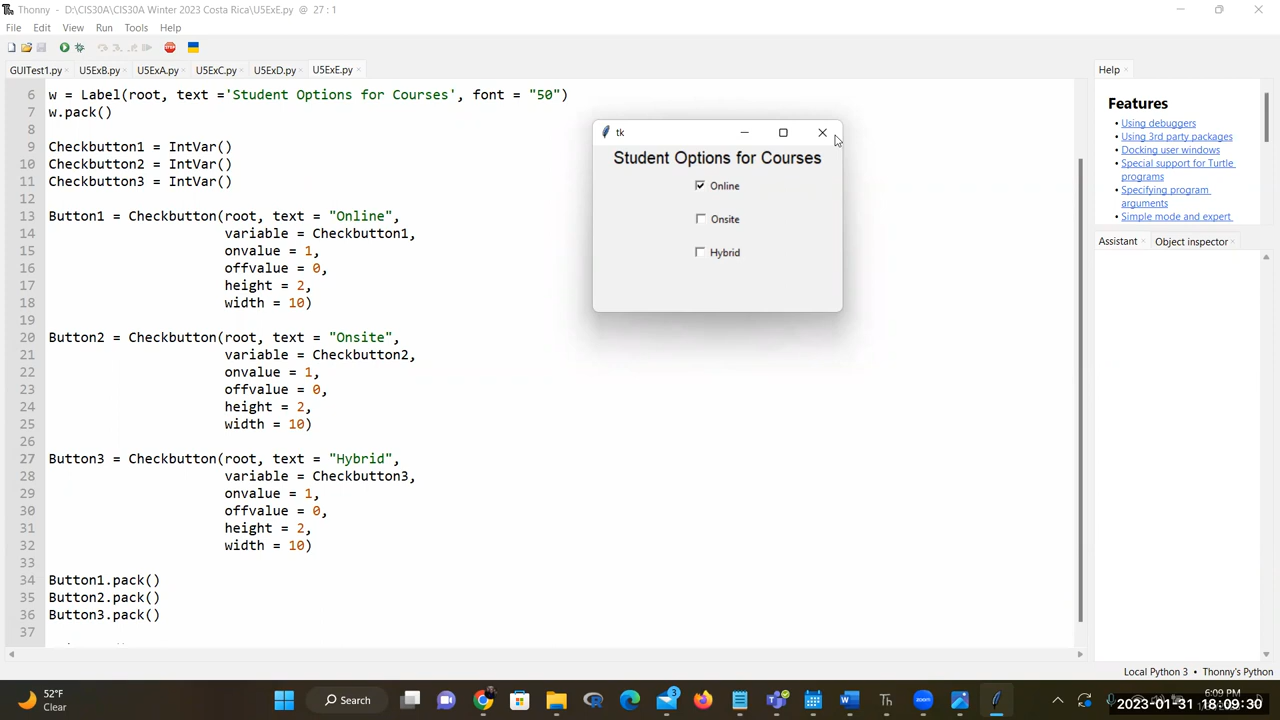 Thonny - D:\CIS30A\CIS30A Winter 2023 Costa Rica\U5ExE.py @ 27 : 1
File Edit View Run Tools Help
GUITest1.py × U5ExB.py × U5ExA.py × U5ExC.py × U5ExD.py × U5ExE.py ×
6 w = Label(root, text ='Student Options for Courses', font = "50")
7 w.pack()
8
9 Checkbutton1 = IntVar()
10 Checkbutton2 = IntVar()
11 Checkbutton3 = IntVar()
12
13 Button1 = Checkbutton(root, text = "Online",
14 variable = Checkbutton1,
15 onvalue = 1,
16 offvalue = 0,
17 height = 2,
18 width = 10)
19
20 Button2 = Checkbutton(root, text = "Onsite",
21 variable = Checkbutton2,
22 onvalue = 1,
23 offvalue = 0,
24 height = 2,
25 width = 10)
26
27 Button3 = Checkbutton(root, text = "Hybrid",
28 variable = Checkbutton3,
29 onvalue = 1,
30 offvalue = 0,
31 height = 2,
32 width = 10)
33
34 Button1.pack()
35 Button2.pack()
36 Button3.pack()
37
tk
Student Options for Courses
Online
Onsite
Hybrid
Help ×
Features
• Using debuggers
• Using 3rd party packages
• Docking user windows
• Special support for Turtle
programs
• Specifying program
arguments
• Simple mode and expert
Assistant × Object inspector ×
Local Python 3 • Thonny's Python
52°F
Clear
Search
3
6:09 PM
2023-01-31 18:09:30